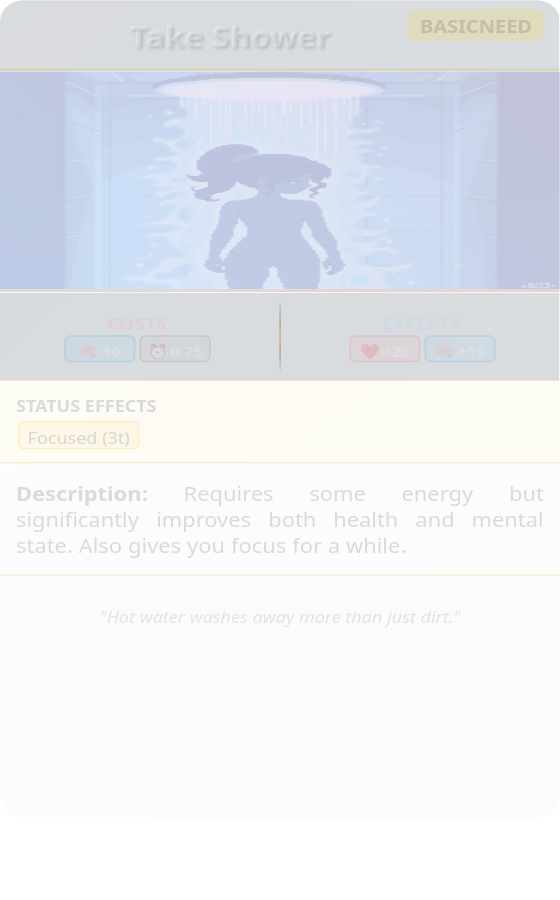 Take Shower
BASICNEED
COSTS
EFFECTS
🧠 10
⏰ 0.75
❤️ +20
🧠 +15
STATUS EFFECTS
Focused (3t)
Description: Requires some energy but
significantly improves both health and mental
state. Also gives you focus for a while.
"Hot water washes away more than just dirt."